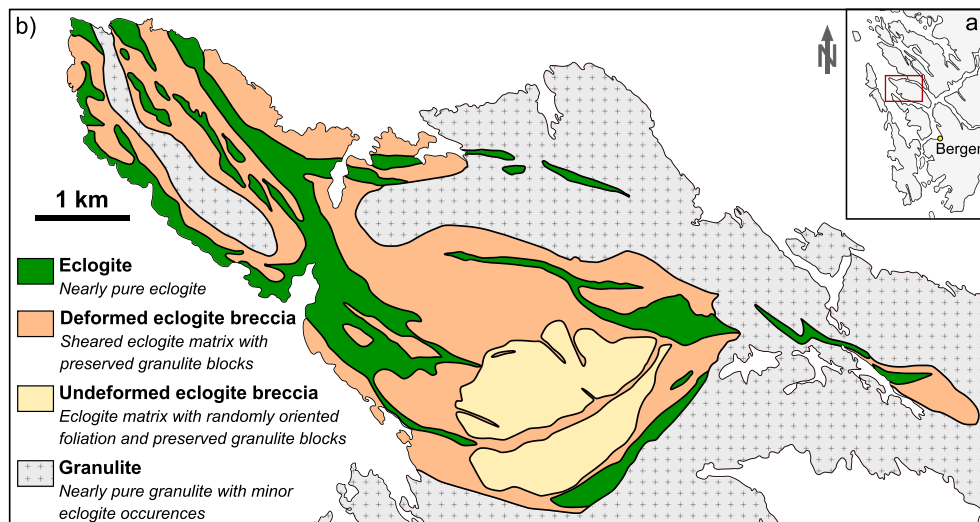 b)
a
N
Bergen
1 km
Eclogite
Nearly pure eclogite
Deformed eclogite breccia
Sheared eclogite matrix with
preserved granulite blocks
Undeformed eclogite breccia
Eclogite matrix with randomly oriented
foliation and preserved granulite blocks
Granulite
Nearly pure granulite with minor
eclogite occurences